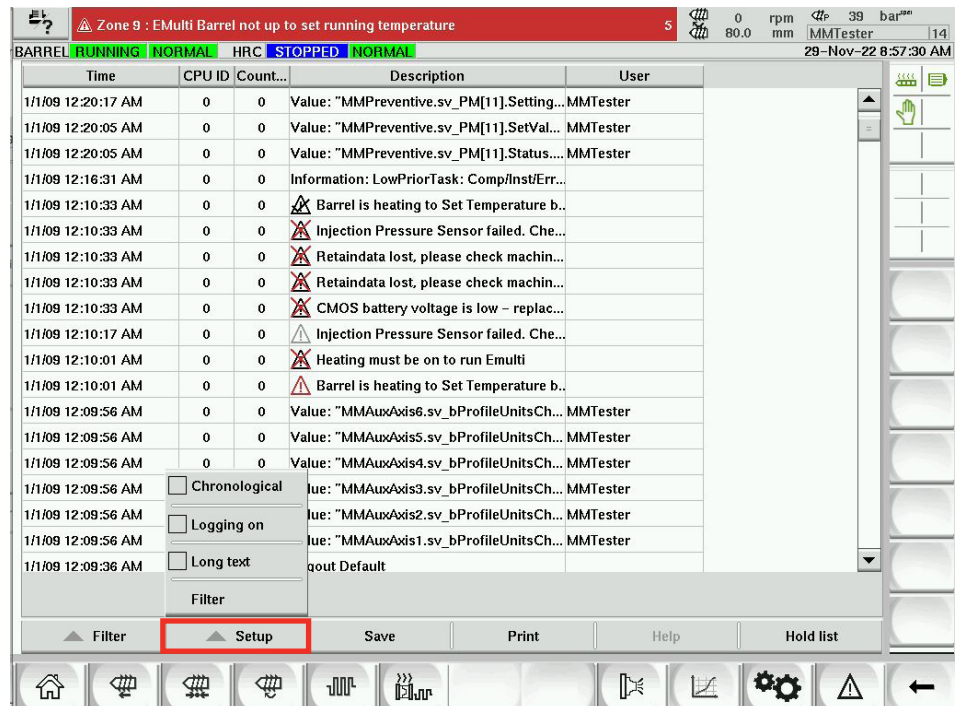 Zone 9 : EMulti Barrel not up to set running temperature 5
0 rpm 39 bar spm
80.0 mm MMTester 14
BARREL RUNNING NORMAL HRC STOPPED NORMAL 29-Nov-22 8:57:30 AM
Time CPU ID Count... Description User
1/1/09 12:20:17 AM 0 0 Value: "MMPreventive.sv_PM[11].Setting... MMTester
1/1/09 12:20:05 AM 0 0 Value: "MMPreventive.sv_PM[11].SetVal... MMTester
1/1/09 12:20:05 AM 0 0 Value: "MMPreventive.sv_PM[11].Status.... MMTester
1/1/09 12:16:31 AM 0 0 Information: LowPriorTask: Comp/Inst/Err...
1/1/09 12:10:33 AM 0 0 Barrel is heating to Set Temperature b..
1/1/09 12:10:33 AM 0 0 Injection Pressure Sensor failed. Che...
1/1/09 12:10:33 AM 0 0 Retaindata lost, please check machin...
1/1/09 12:10:33 AM 0 0 Retaindata lost, please check machin...
1/1/09 12:10:33 AM 0 0 CMOS battery voltage is low – replac...
1/1/09 12:10:17 AM 0 0 Injection Pressure Sensor failed. Che...
1/1/09 12:10:01 AM 0 0 Heating must be on to run Emulti
1/1/09 12:10:01 AM 0 0 Barrel is heating to Set Temperature b..
1/1/09 12:09:56 AM 0 0 Value: "MMAuxAxis6.sv_bProfileUnitsCh... MMTester
1/1/09 12:09:56 AM 0 0 Value: "MMAuxAxis5.sv_bProfileUnitsCh... MMTester
1/1/09 12:09:56 AM 0 0 Value: "MMAuxAxis4.sv_bProfileUnitsCh... MMTester
1/1/09 12:09:56 AM lue: "MMAuxAxis3.sv_bProfileUnitsCh... MMTester
1/1/09 12:09:56 AM lue: "MMAuxAxis2.sv_bProfileUnitsCh... MMTester
1/1/09 12:09:56 AM lue: "MMAuxAxis1.sv_bProfileUnitsCh... MMTester
1/1/09 12:09:36 AM gout Default
Chronological
Logging on
Long text
Filter
Filter Setup Save Print Help Hold list